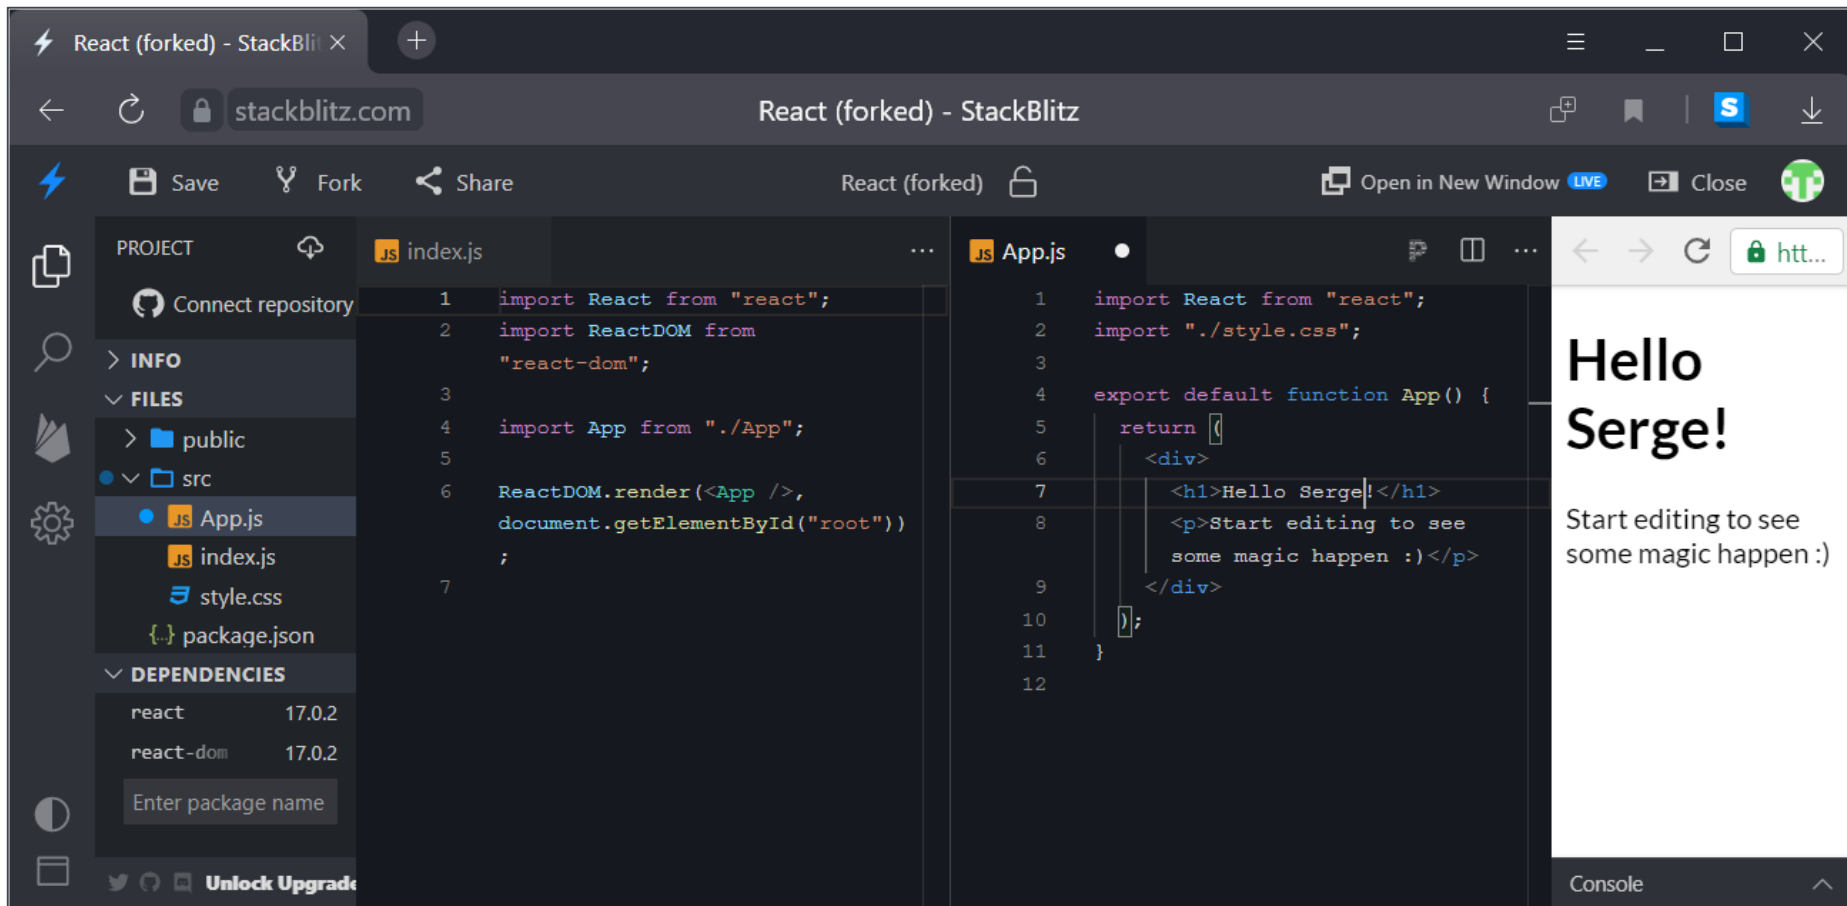 React (forked) - StackBli
stackblitz.com
React (forked) - StackBlitz
S
Save
Fork
Share
React (forked)
Open in New Window LIVE
Close
PROJECT
Connect repository
INFO
FILES
public
src
JS App.js
JS index.js
style.css
{..} package.json
DEPENDENCIES
react 17.0.2
react-dom 17.0.2
Enter package name
Unlock Upgrade
JS index.js
...
1 import React from "react";
2 import ReactDOM from
"react-dom";
3
4 import App from "./App";
5
6 ReactDOM.render(<App />,
document.getElementById("root"))
;
7
JS App.js
...
1 import React from "react";
2 import "./style.css";
3
4 export default function App() {
5 return (
6 <div>
7 <h1>Hello Serge!</h1>
8 <p>Start editing to see
some magic happen :)</p>
9 </div>
10 );
11 }
12
htt...
Hello
Serge!
Start editing to see
some magic happen :)
Console